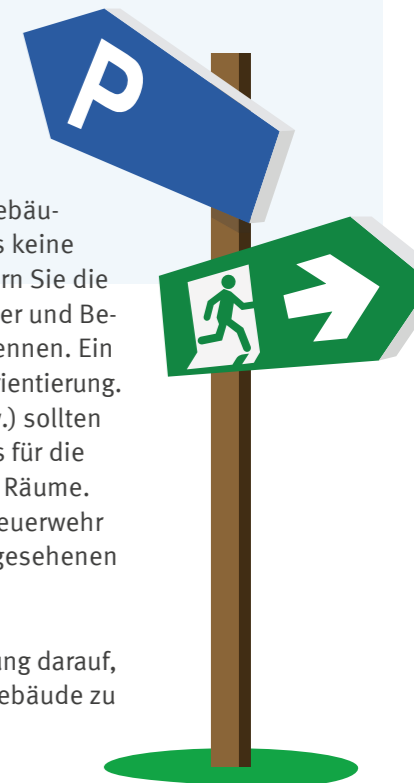 P
ebäu-
s keine
rn Sie die
er und Be-
ennen. Ein
rientierung.
.) sollten
s für die
Räume.
euerwehr
gesehenen
ung darauf,
ebäude zu